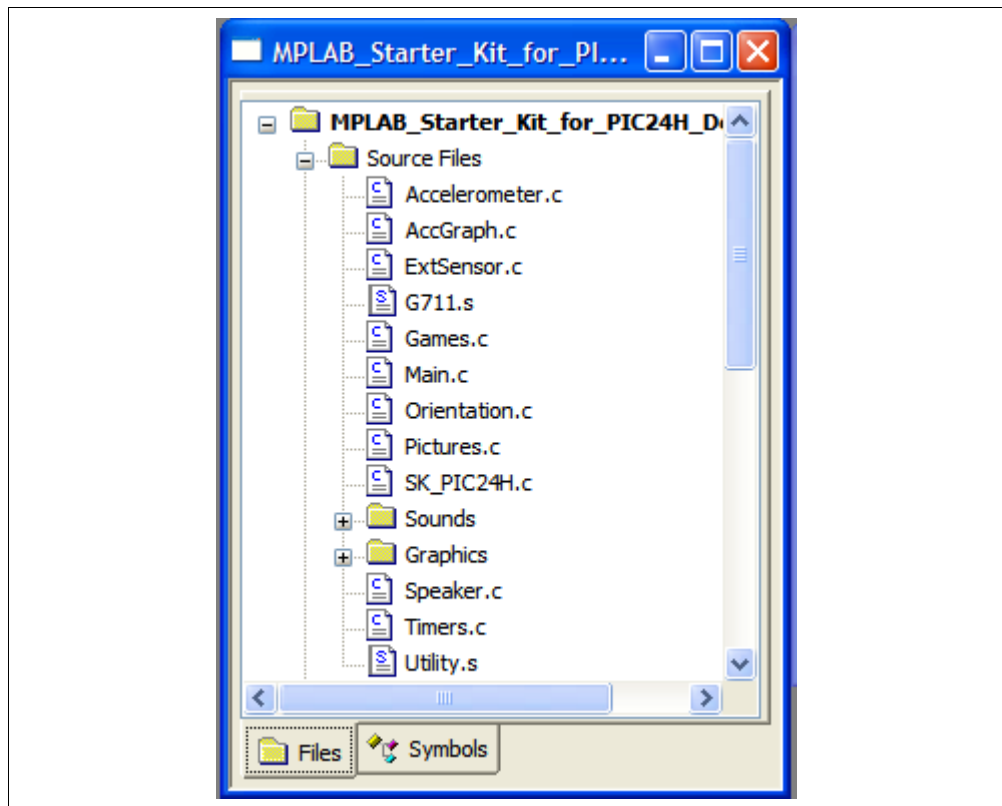 MPLAB_Starter_Kit_for_PI...
MPLAB_Starter_Kit_for_PIC24H_D
Source Files
Accelerometer.c
AccGraph.c
ExtSensor.c
G711.s
Games.c
Main.c
Orientation.c
Pictures.c
SK_PIC24H.c
Sounds
Graphics
Speaker.c
Timers.c
Utility.s
Files
Symbols